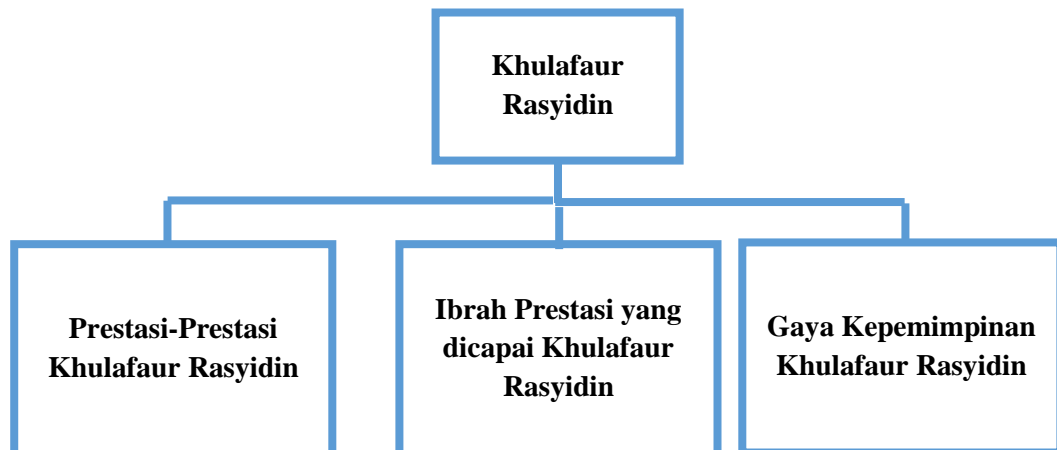 Khulafaur
Rasyidin
Prestasi-Prestasi
Khulafaur Rasyidin
Ibrah Prestasi yang
dicapai Khulafaur
Rasyidin
Gaya Kepemimpinan
Khulafaur Rasyidin